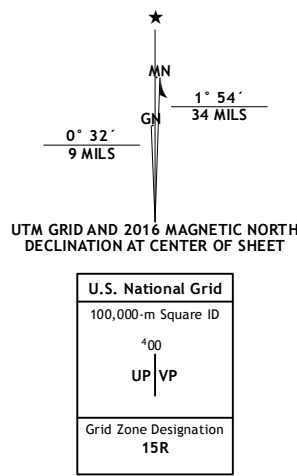 ★
MN
1° 54´
34 MILS
GN
0° 32´
9 MILS
UTM GRID AND 2016 MAGNETIC NORTH
DECLINATION AT CENTER OF SHEET
U.S. National Grid
100,000-m Square ID
⁴00
UP VP
Grid Zone Designation
15R